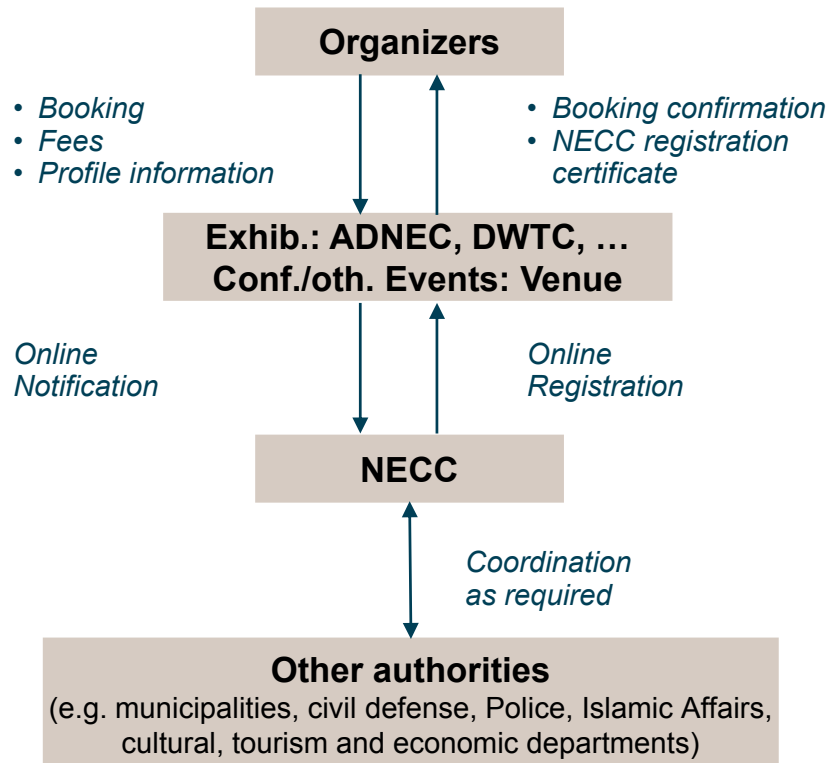 Organizers
• Booking
• Fees
• Profile information
• Booking confirmation
• NECC registration
certificate
Exhib.: ADNEC, DWTC, …
Conf./oth. Events: Venue
Online
Notification
Online
Registration
NECC
Coordination
as required
Other authorities
(e.g. municipalities, civil defense, Police, Islamic Affairs,
cultural, tourism and economic departments)